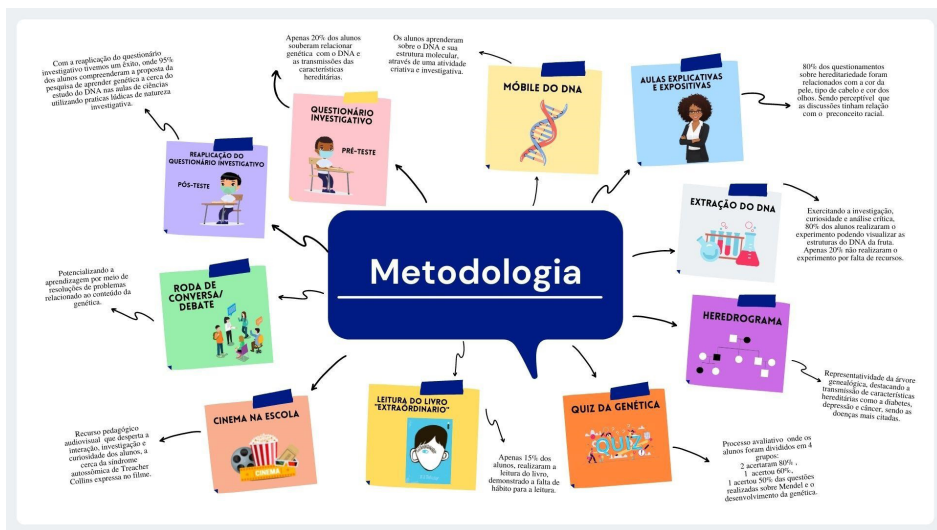 Metodologia
QUESTIONÁRIO
INVESTIGATIVO
PRÉ-TESTE
Apenas 20% dos alunos
souberam relacionar
genética com o DNA e
as transmissões das
características
hereditárias.
MÓBILE DO DNA
Os alunos aprenderam
sobre o DNA e sua
estrutura molecular,
através de uma atividade
criativa e investigativa.
AULAS EXPLICATIVAS
E EXPOSITIVAS
80% dos questionamentos
sobre hereditariedade foram
relacionados com a cor da
pele, tipo de cabelo e cor dos
olhos. Sendo perceptível que
as discussões tinham relação
com o preconceito racial.
EXTRAÇÃO DO DNA
Exercitando a investigação,
curiosidade e análise crítica,
80% dos alunos realizaram o
experimento podendo visualizar as
estruturas do DNA da fruta.
Apenas 20% não realizaram o
experimento por falta de recursos.
HEREDROGRAMA
Representatividade da árvore
genealógica, destacando a
transmissão de características
hereditárias como a diabetes,
depressão e câncer, sendo as
doenças mais citadas.
QUIZ DA GENÉTICA
QUIZ
Processo avaliativo onde os
alunos foram divididos em 4
grupos:
2 acertaram 80% ,
1 acertou 60%,
1 acertou 50% das questões
realizadas sobre Mendel e o
desenvolvimento da genética.
LEITURA DO LIVRO
"EXTRAÓRDINARIO"
Apenas 15% dos
alunos, realizaram a
leitura do livro,
demonstrado a falta de
hábito para a leitura.
CINEMA NA ESCOLA
CINEMA
Recurso pedagógico
audiovisual que desperta a
interação, investigação e
curiosidade dos alunos, a
cerca da síndrome
autossômica de Treacher
Collins expressa no filme.
RODA DE
CONVERSA/
DEBATE
Potencializando a
aprendizagem por meio de
resoluções de problemas
relacionado ao conteúdo da
genética.
REAPLICAÇÃO DO
QUESTIONÁRIO INVESTIGATIVO
PÓS-TESTE
Com a reaplicação do questionário
investigativo tivemos um êxito, onde 95%
dos alunos compreenderam a proposta da
pesquisa de aprender genética a cerca do
estudo do DNA nas aulas de ciências
utilizando praticas lúdicas de natureza
investigativa.